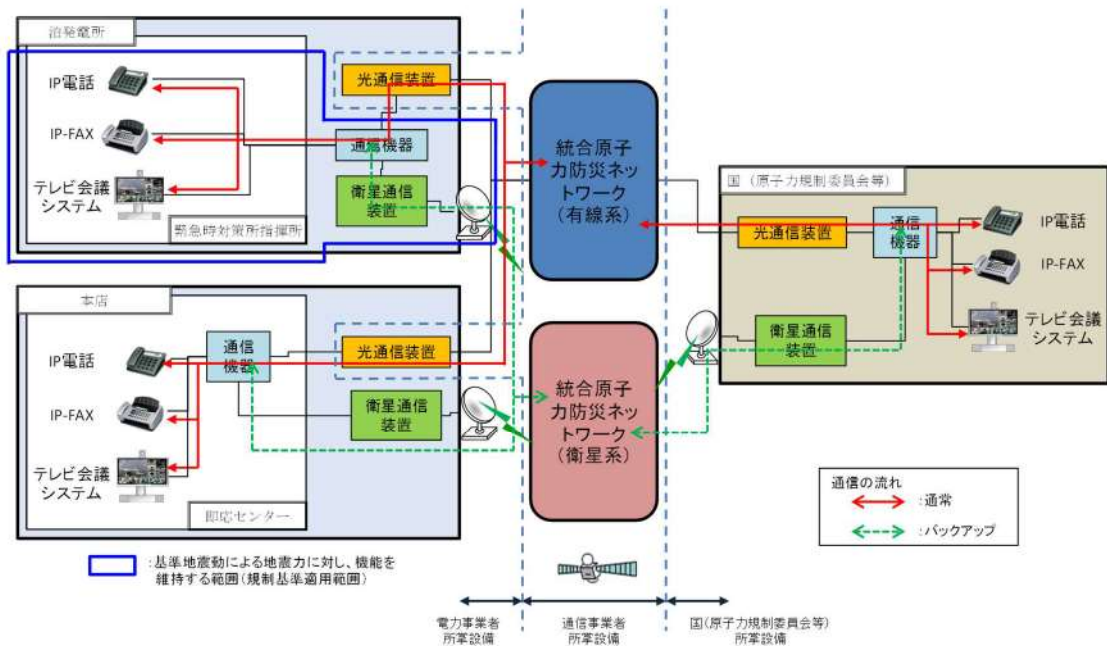 泊発電所
IP電話
IP-FAX
テレビ会議
システム
緊急時対策所指揮所
光通信装置
通信機器
衛星通信
装置
本店
IP電話
IP-FAX
テレビ会議
システム
即応センター
通信
機器
光通信装置
衛星通信
装置
統合原子
力防災ネッ
トワーク
(有線系)
統合原子
力防災ネッ
トワーク
(衛星系)
国(原子力規制委員会等)
光通信装置
通信
機器
衛星通信
装置
IP電話
IP-FAX
テレビ会議
システム
通信の流れ
:通常
:バックアップ
:基準地震動による地震力に対し、機能を
維持する範囲(規制基準適用範囲)
電力事業者
所掌設備
通信事業者
所掌設備
国(原子力規制委員会等)
所掌設備